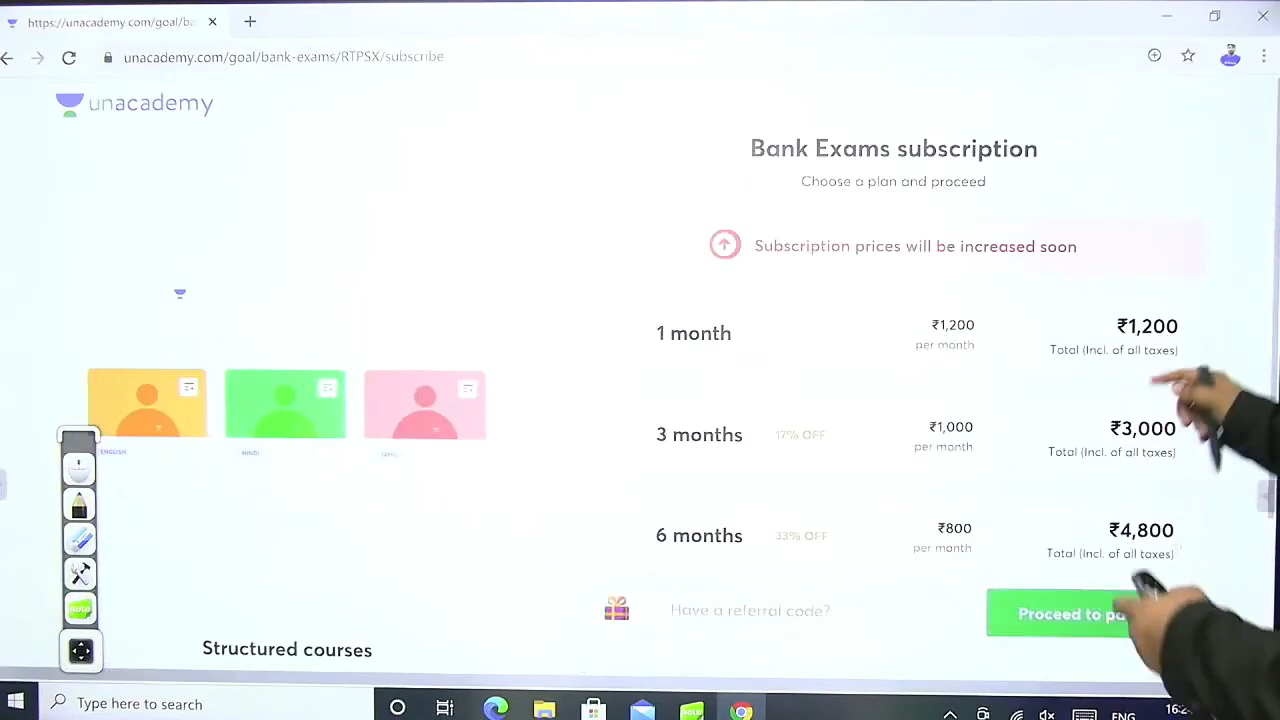 https://unacademy.com/goal/ba
unacademy.com/goal/bank-exams/RTPSX/subscribe
unacademy
Bank Exams subscription
Choose a plan and proceed
Subscription prices will be increased soon
1 month
₹1,200
per month
₹1,200
Total (Incl. of all taxes)
3 months
17% OFF
₹1,000
per month
₹3,000
Total (Incl. of all taxes)
6 months
33% OFF
₹800
per month
₹4,800
Total (Incl. of all taxes)
Have a referral code?
Proceed to pa
ENGLISH
HINDI
Structured courses
Type here to search
ENG